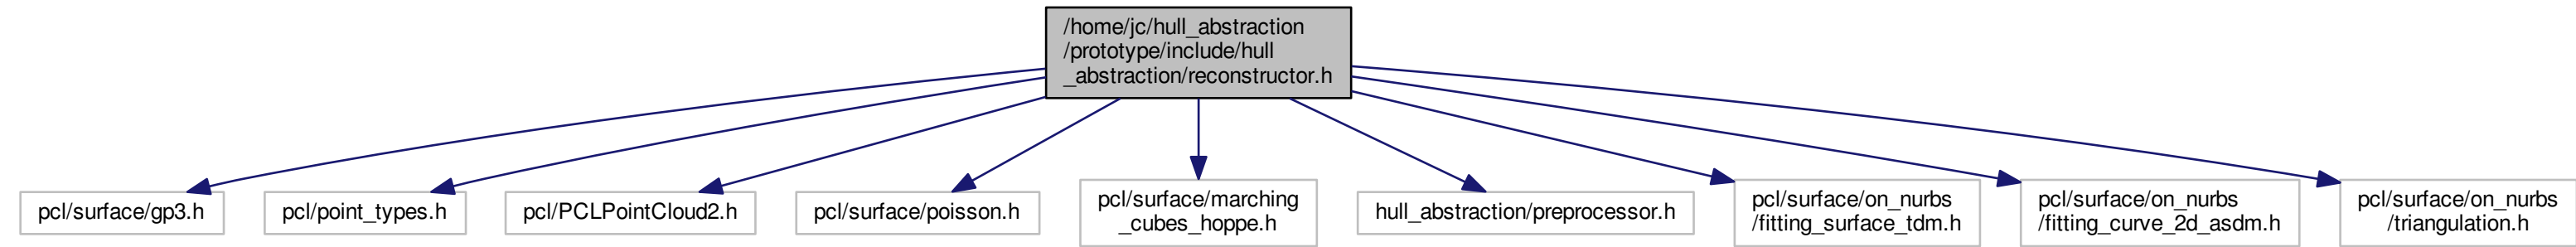 /home/jc/hull_abstraction
/prototype/include/hull
_abstraction/reconstructor.h
pcl/surface/gp3.h
pcl/point_types.h
pcl/PCLPointCloud2.h
pcl/surface/poisson.h
pcl/surface/marching
_cubes_hoppe.h
hull_abstraction/preprocessor.h
pcl/surface/on_nurbs
/fitting_surface_tdm.h
pcl/surface/on_nurbs
/fitting_curve_2d_asdm.h
pcl/surface/on_nurbs
/triangulation.h